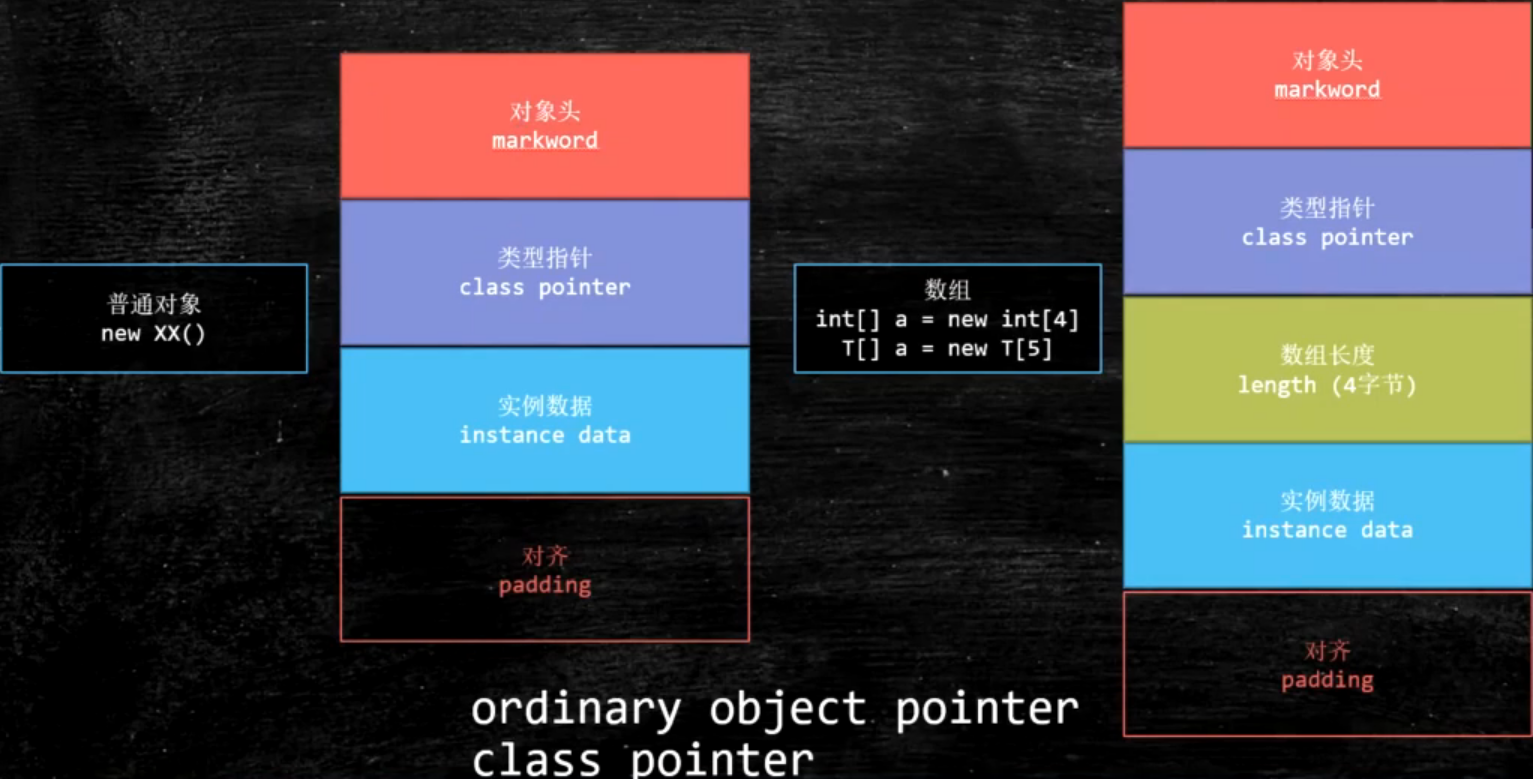 普通对象
new XX()
对象头
markword
类型指针
class pointer
实例数据
instance data
对齐
padding
数组
int[] a = new int[4]
T[] a = new T[5]
对象头
markword
类型指针
class pointer
数组长度
length (4字节)
实例数据
instance data
对齐
padding
ordinary object pointer
class pointer